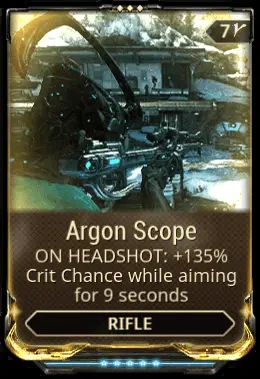 7
Argon Scope
ON HEADSHOT: +135%
Crit Chance while aiming
for 9 seconds
RIFLE